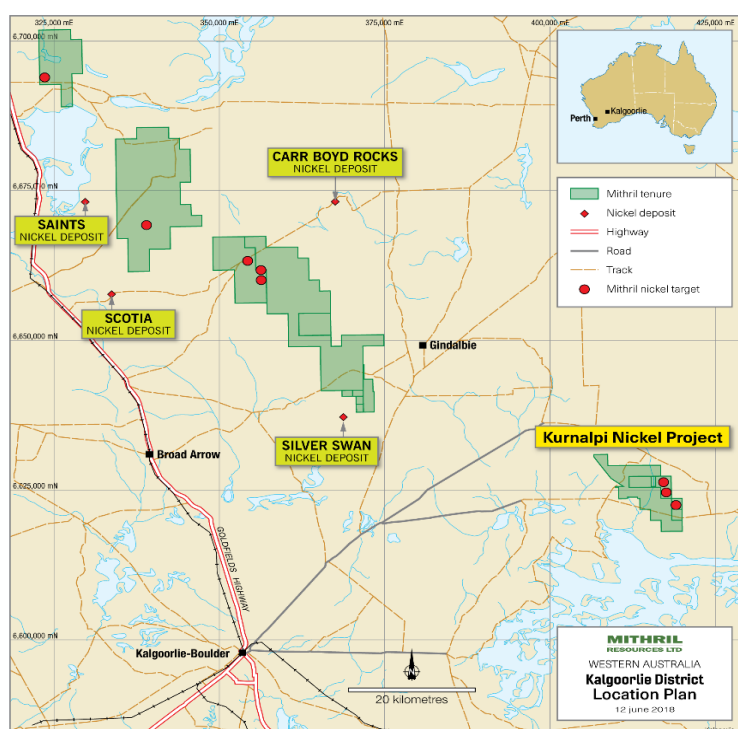 325,000 mE
350,000 mE
375,000 mE
400,000 mE
425,000 mE
6,700,000 mN
6,675,000 mN
6,650,000 mN
6,625,000 mN
6,600,000 mN
Perth
Kalgoorlie
Mithril tenure
Nickel deposit
Highway
Road
Track
Mithril nickel target
CARR BOYD ROCKS
NICKEL DEPOSIT
SAINTS
NICKEL DEPOSIT
SCOTIA
NICKEL DEPOSIT
Gindalbie
SILVER SWAN
NICKEL DEPOSIT
Kurnalpi Nickel Project
Broad Arrow
GOLDFIELDS HIGHWAY
Kalgoorlie-Boulder
20 kilometres
MITHRIL
RESOURCES LTD
WESTERN AUSTRALIA
Kalgoorlie District
Location Plan
12 june 2018